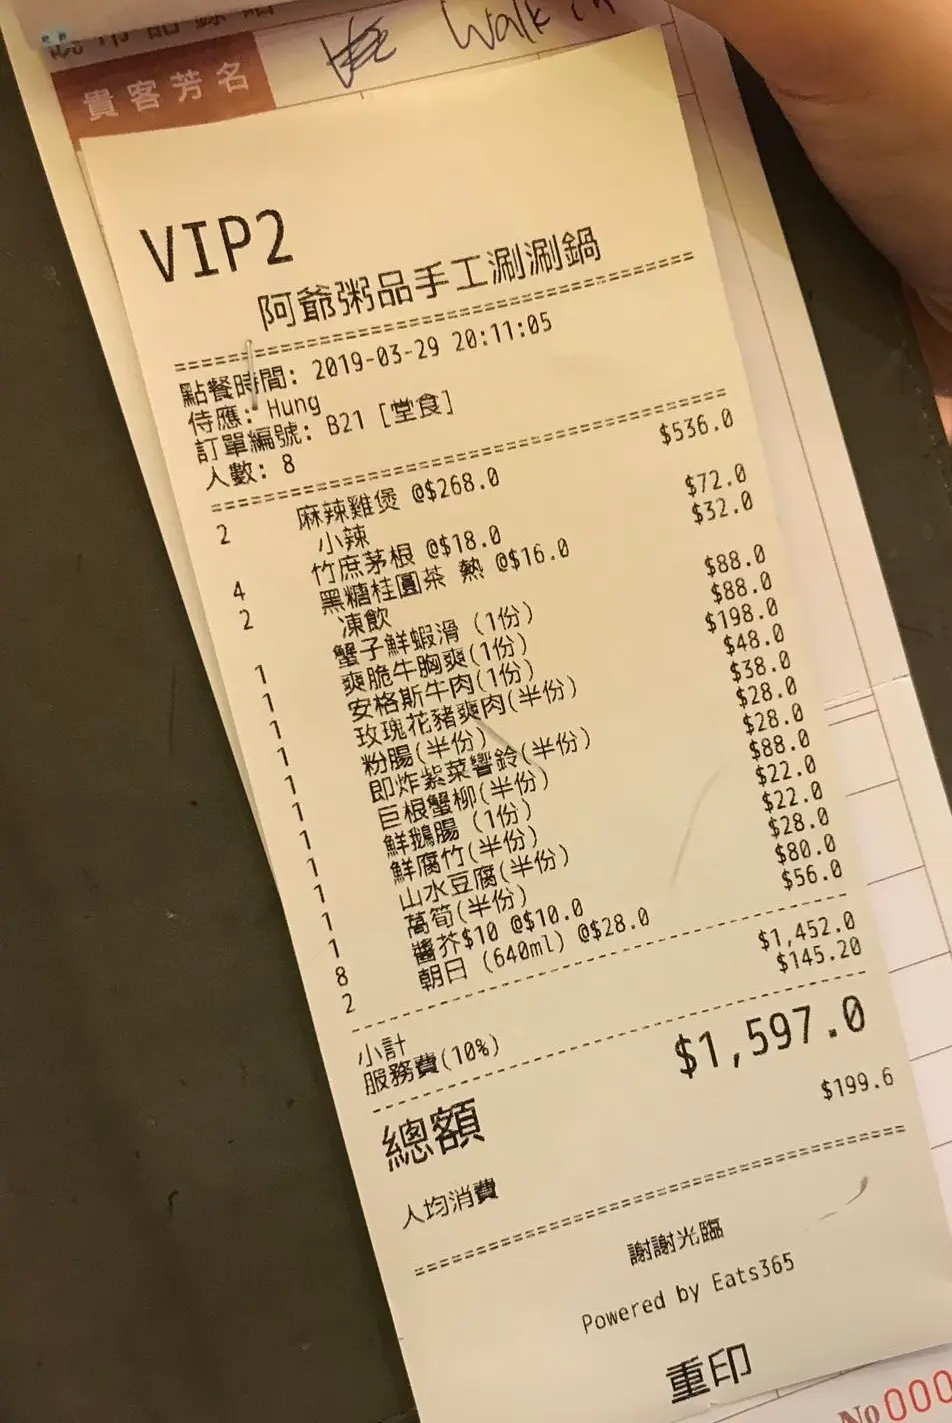 貴客芳名 Walk in
VIP2
阿爺粥品手工涮涮鍋
點餐時間: 2019-03-29 20:11:05
侍應: Hung
訂單編號: B21 [堂食]
人數: 8
2 麻辣雞煲 @$268.0 $536.0
小辣
4 竹庶茅根 @$18.0 $72.0
2 黑糖桂圓茶 熱 @$16.0 $32.0
凍飲
1 蟹子鮮蝦滑 (1份) $88.0
1 爽脆牛胸爽(1份) $88.0
1 安格斯牛肉(1份) $198.0
1 玫瑰花豬爽肉(半份) $48.0
1 粉腸(半份) $38.0
1 即炸紫菜響鈴(半份) $28.0
1 巨根蟹柳(半份) $28.0
1 鮮鵝腸 (1份) $88.0
1 鮮腐竹(半份) $22.0
1 山水豆腐(半份) $22.0
1 萵筍(半份) $28.0
8 醬芥$10 @$10.0 $80.0
2 朝日 (640ml) @$28.0 $56.0
小計 $1,452.0
服務費(10%) $145.20
總額 $1,597.0
人均消費 $199.6
謝謝光臨
Powered by Eats365
重印
No 000